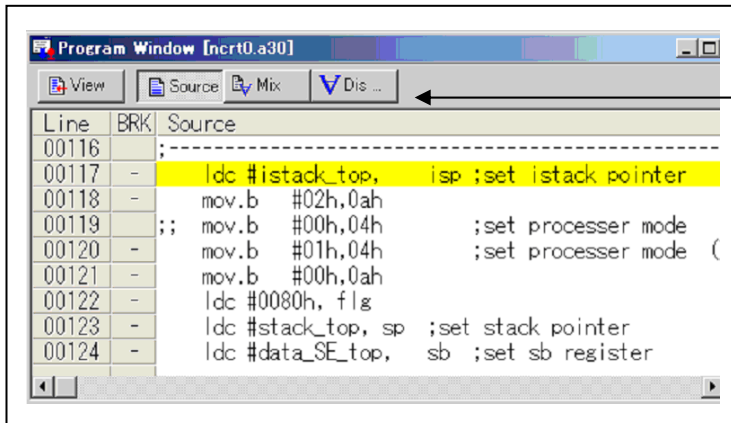 Program Window [ncrt0.a30]
View Source Mix Dis ...
Line BRK Source
00116 ;-----------------------------------------------------------
00117 - ldc #istack_top, isp ;set istack pointer
00118 - mov.b #02h,0ah
00119 ;; mov.b #00h,04h ;set processer mode
00120 - mov.b #01h,04h ;set processer mode (
00121 - mov.b #00h,0ah
00122 - ldc #0080h, flg
00123 - ldc #stack_top, sp ;set stack pointer
00124 - ldc #data_SE_top, sb ;set sb register